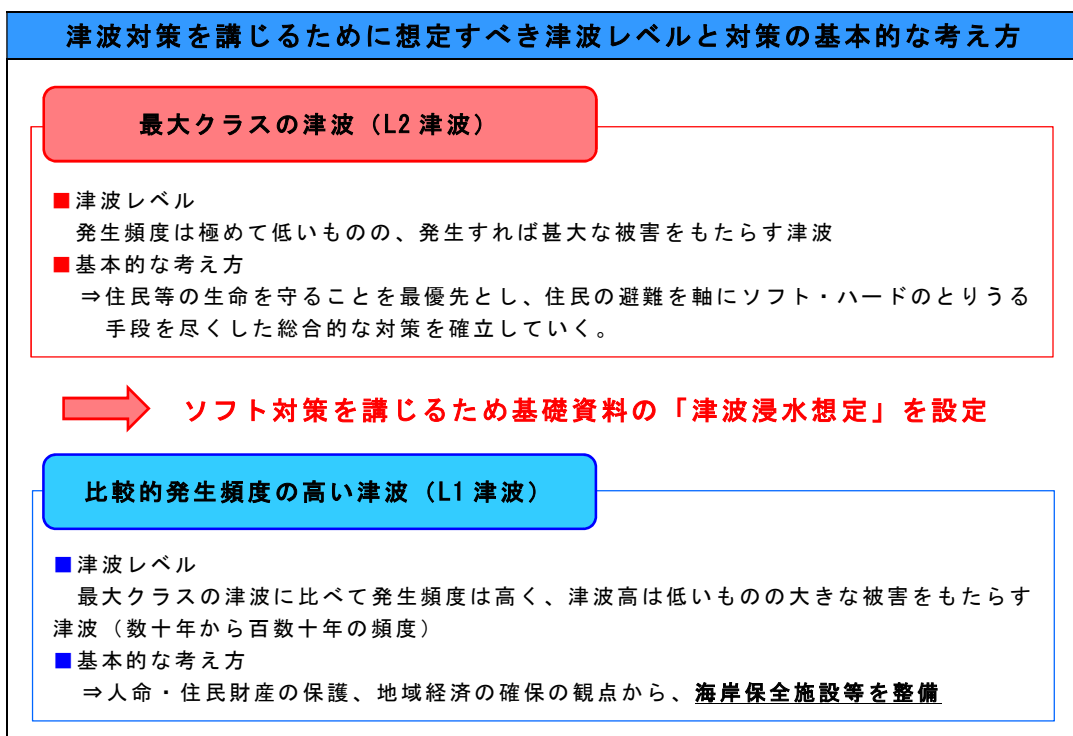 津波対策を講じるために想定すべき津波レベルと対策の基本的な考え方
最大クラスの津波（L2 津波）
■津波レベル
発生頻度は極めて低いものの、発生すれば甚大な被害をもたらす津波
■基本的な考え方
⇒住民等の生命を守ることを最優先とし、住民の避難を軸にソフト・ハードのとりうる
手段を尽くした総合的な対策を確立していく。
ソフト対策を講じるため基礎資料の「津波浸水想定」を設定
比較的発生頻度の高い津波（L1 津波）
■津波レベル
最大クラスの津波に比べて発生頻度は高く、津波高は低いものの大きな被害をもたらす
津波（数十年から百数十年の頻度）
■基本的な考え方
⇒人命・住民財産の保護、地域経済の確保の観点から、海岸保全施設等を整備